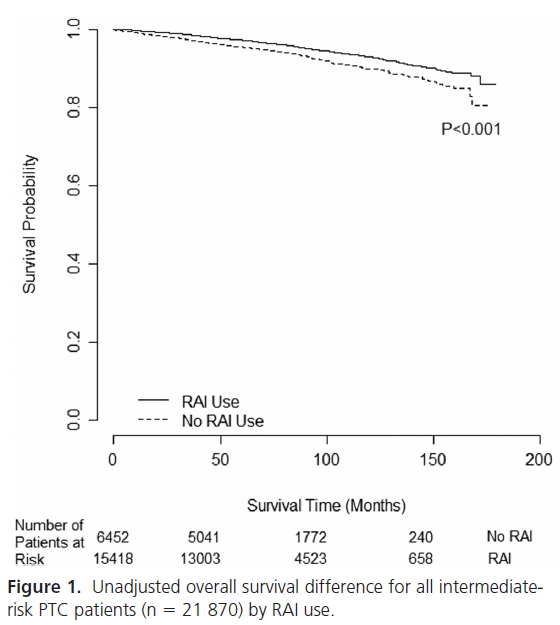 1.0
0.8
0.6
0.4
0.2
0.0
Survival Probability
P<0.001
RAI Use
No RAI Use
0 50 100 150 200
Survival Time (Months)
Number of
Patients at
Risk
6452 5041 1772 240 No RAI
15418 13003 4523 658 RAI
Figure 1. Unadjusted overall survival difference for all intermediate-
risk PTC patients (n = 21 870) by RAI use.